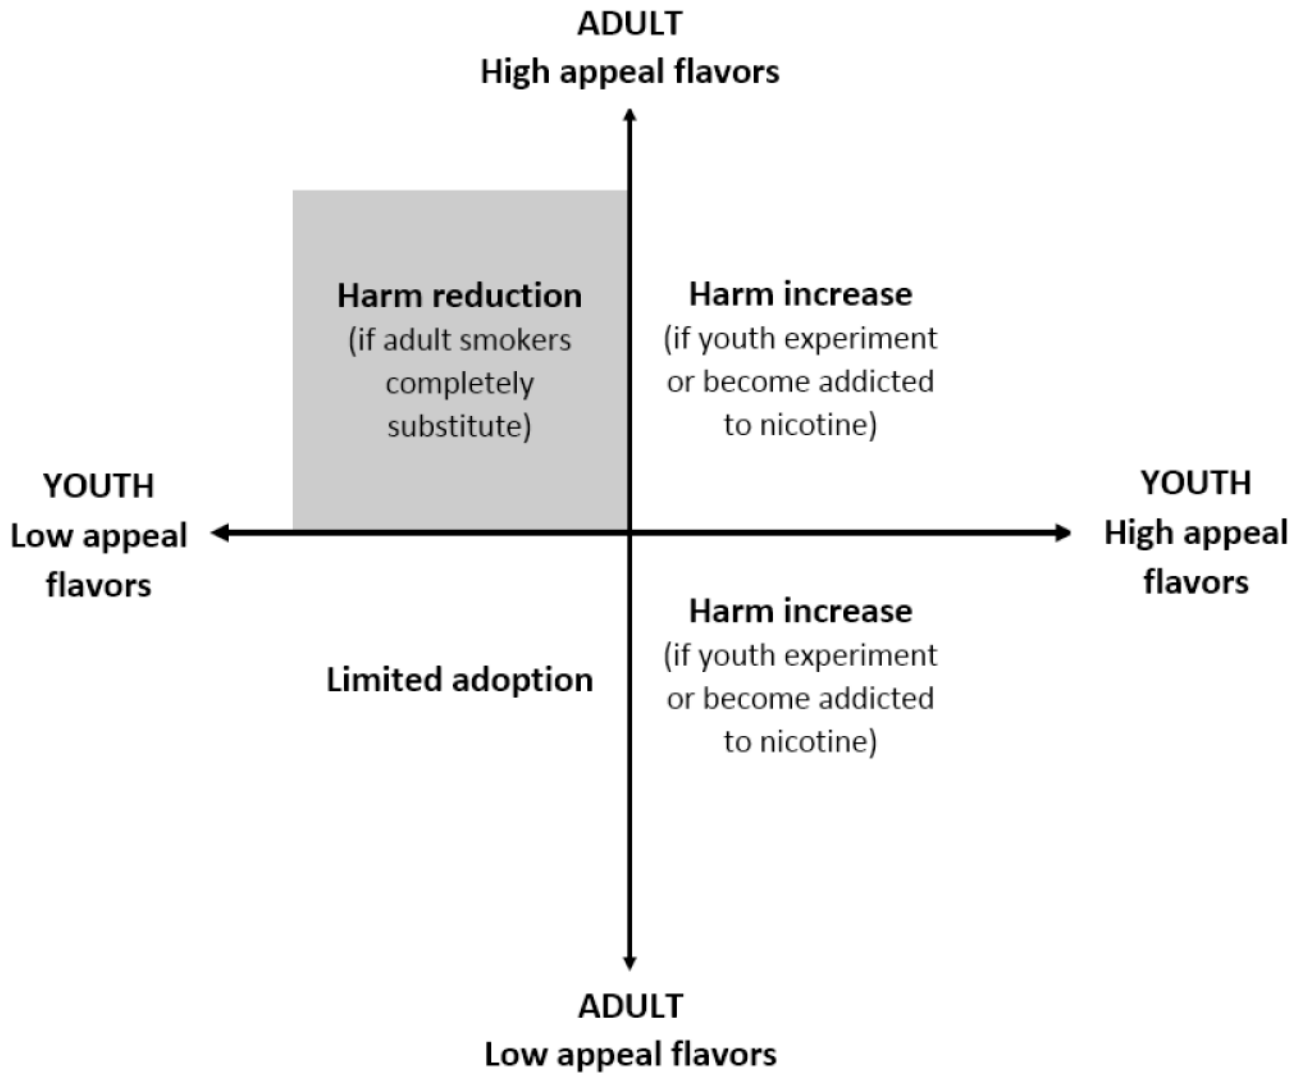 ADULT
High appeal flavors
Harm reduction
(if adult smokers
completely
substitute)
Harm increase
(if youth experiment
or become addicted
to nicotine)
YOUTH
Low appeal
flavors
YOUTH
High appeal
flavors
Limited adoption
Harm increase
(if youth experiment
or become addicted
to nicotine)
ADULT
Low appeal flavors